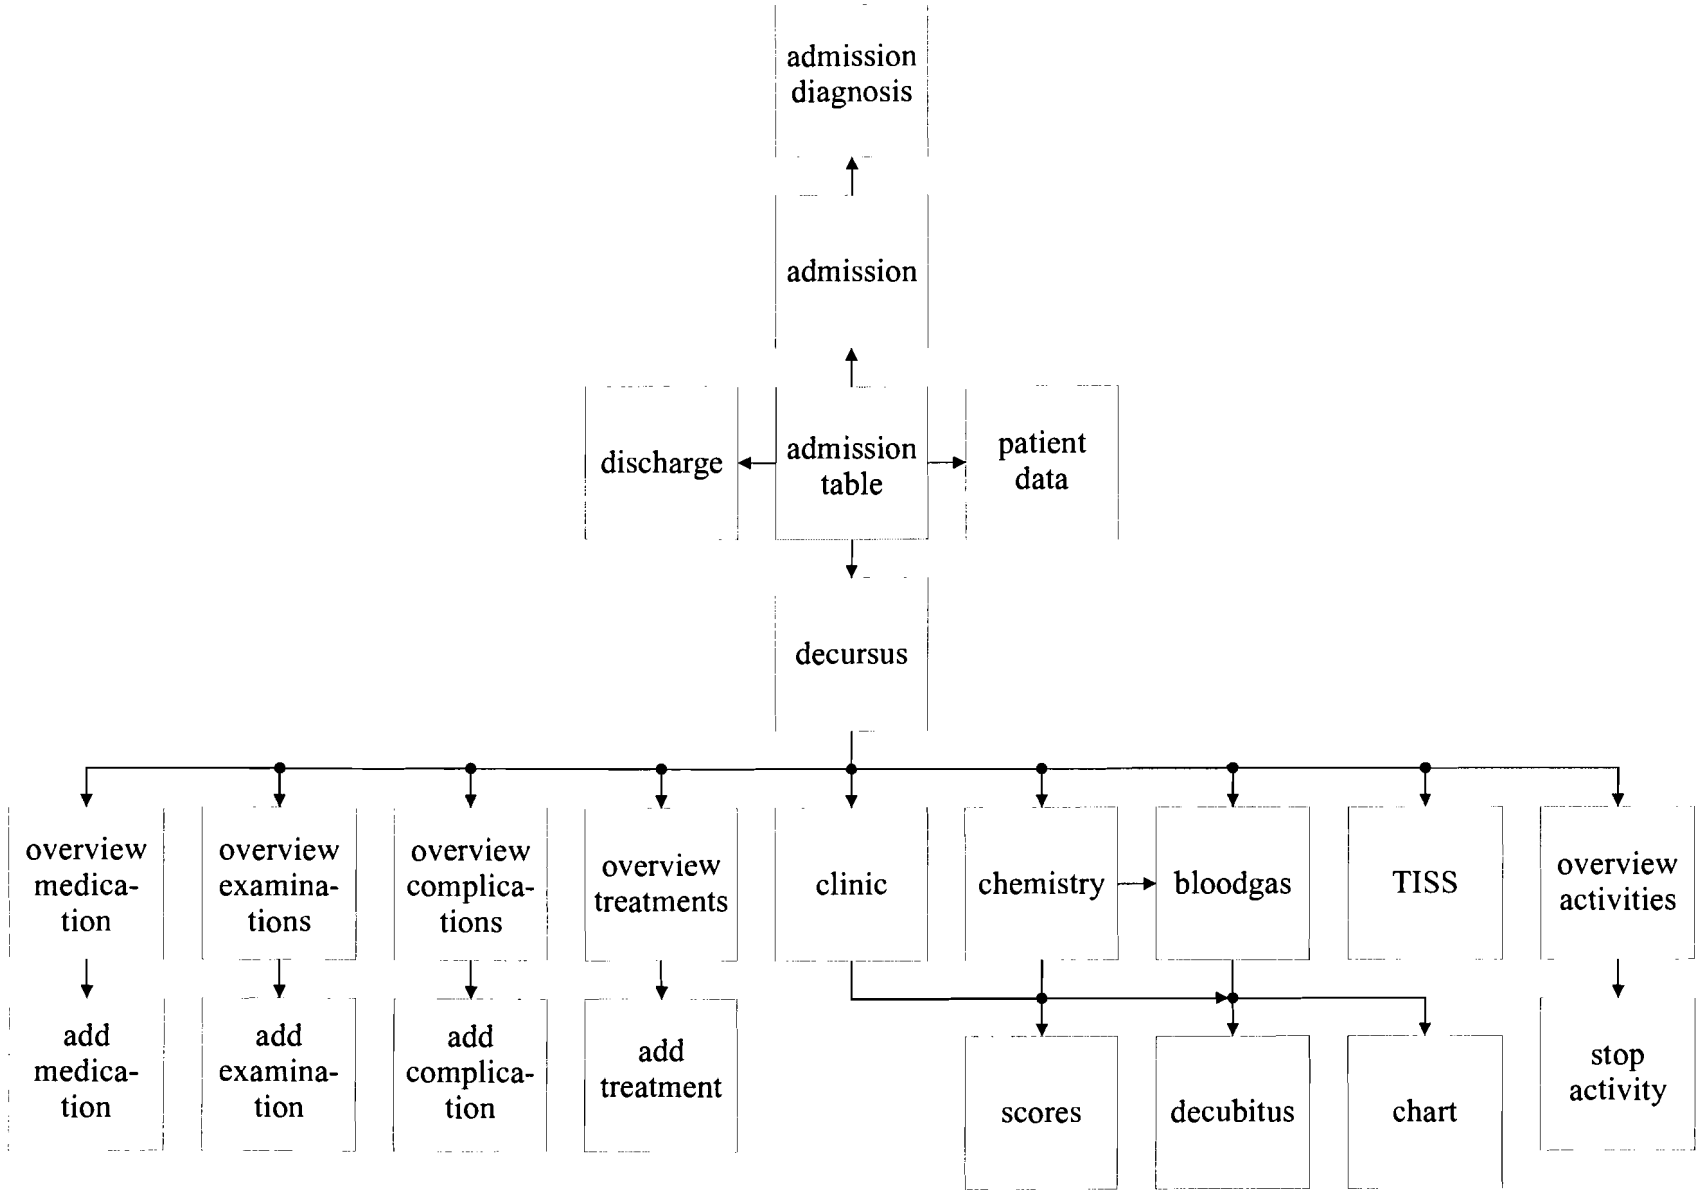 admission
diagnosis
admission
discharge
admission
table
patient
data
decursus
overview
medica-
tion
overview
examina-
tions
overview
complica-
tions
overview
treatments
clinic
chemistry
bloodgas
TISS
overview
activities
add
medica-
tion
add
examina-
tion
add
complica-
tion
add
treatment
scores
decubitus
chart
stop
activity